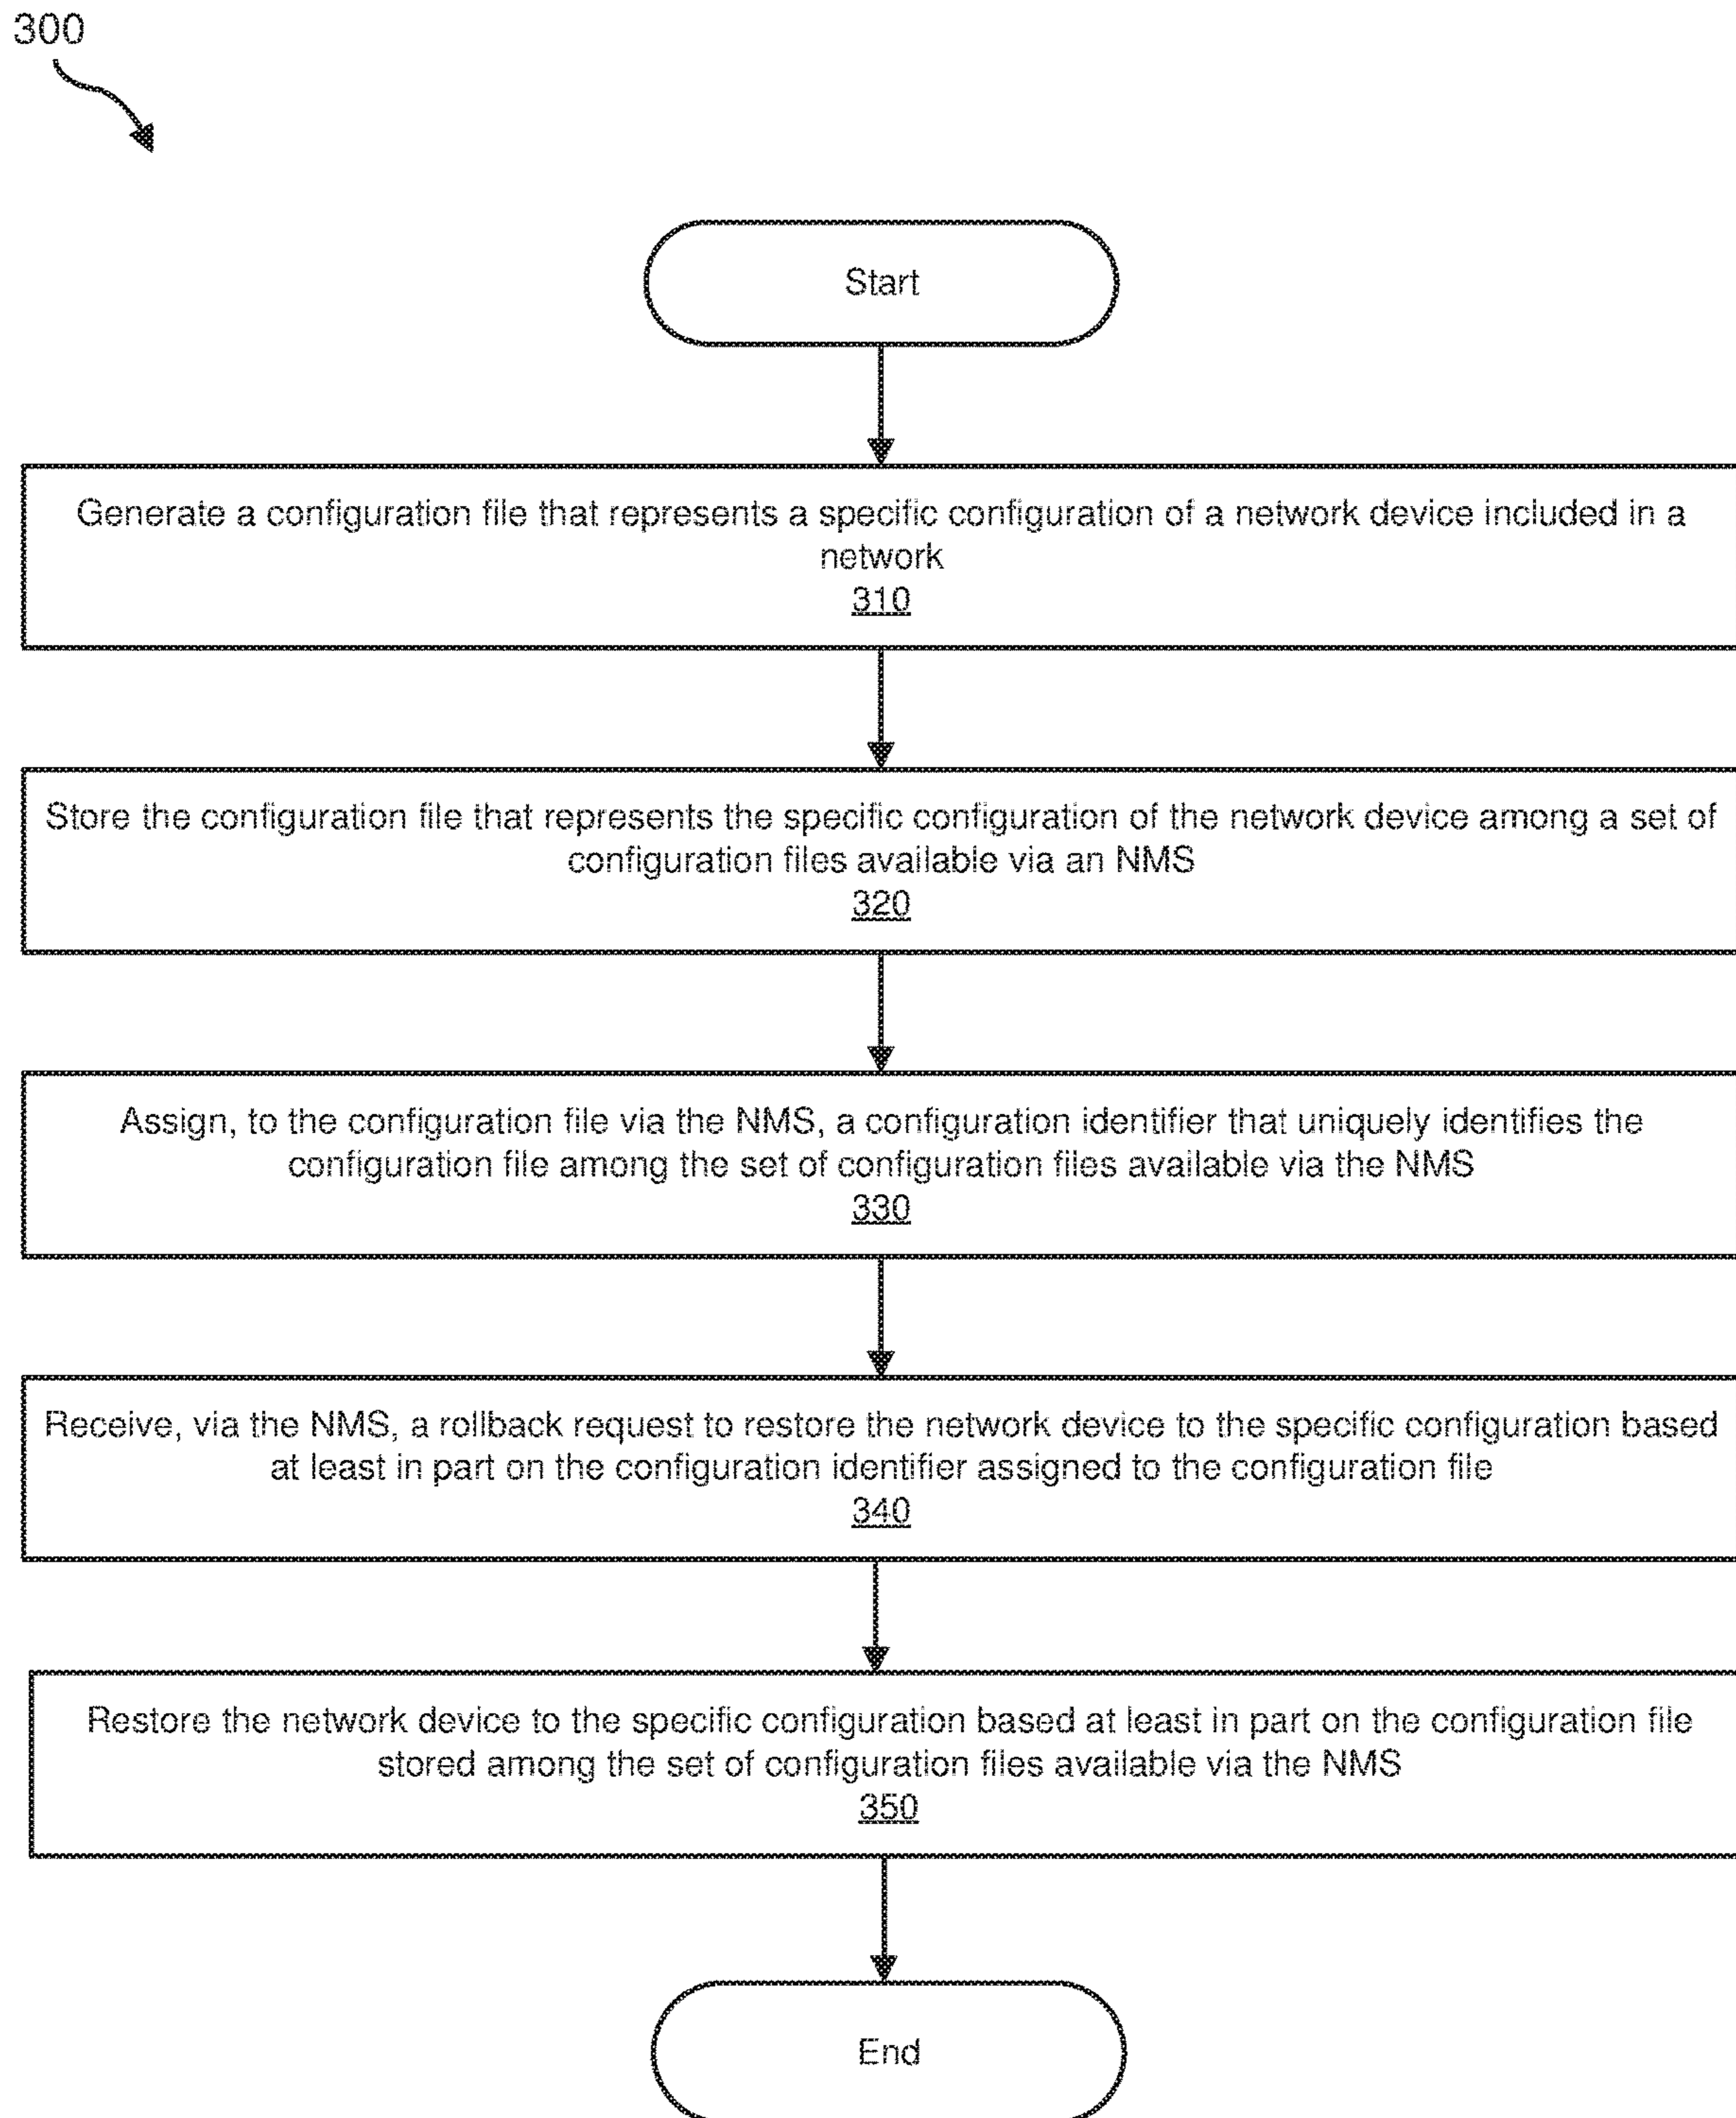 300
Start
Generate a configuration file that represents a specific configuration of a network device included in a
network
310
Store the configuration file that represents the specific configuration of the network device among a set of
configuration files available via an NMS
320
Assign, to the configuration file via the NMS, a configuration identifier that uniquely identifies the
configuration file among the set of configuration files available via the NMS
330
Receive, via the NMS, a rollback request to restore the network device to the specific configuration based
at least in part on the configuration identifier assigned to the configuration file
340
Restore the network device to the specific configuration based at least in part on the configuration file
stored among the set of configuration files available via the NMS
350
End